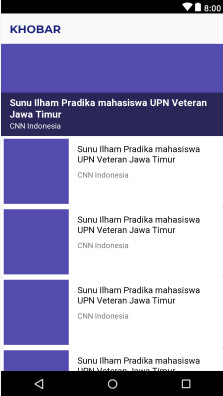 8:00
KHOBAR
Sunu Ilham Pradika mahasiswa UPN Veteran
Jawa Timur
CNN Indonesia
Sunu Ilham Pradika mahasiswa
UPN Veteran Jawa Timur
CNN Indonesia
Sunu Ilham Pradika mahasiswa
UPN Veteran Jawa Timur
CNN Indonesia
Sunu Ilham Pradika mahasiswa
UPN Veteran Jawa Timur
CNN Indonesia
Sunu Ilham Pradika mahasiswa
UPN Veteran Jawa Timur